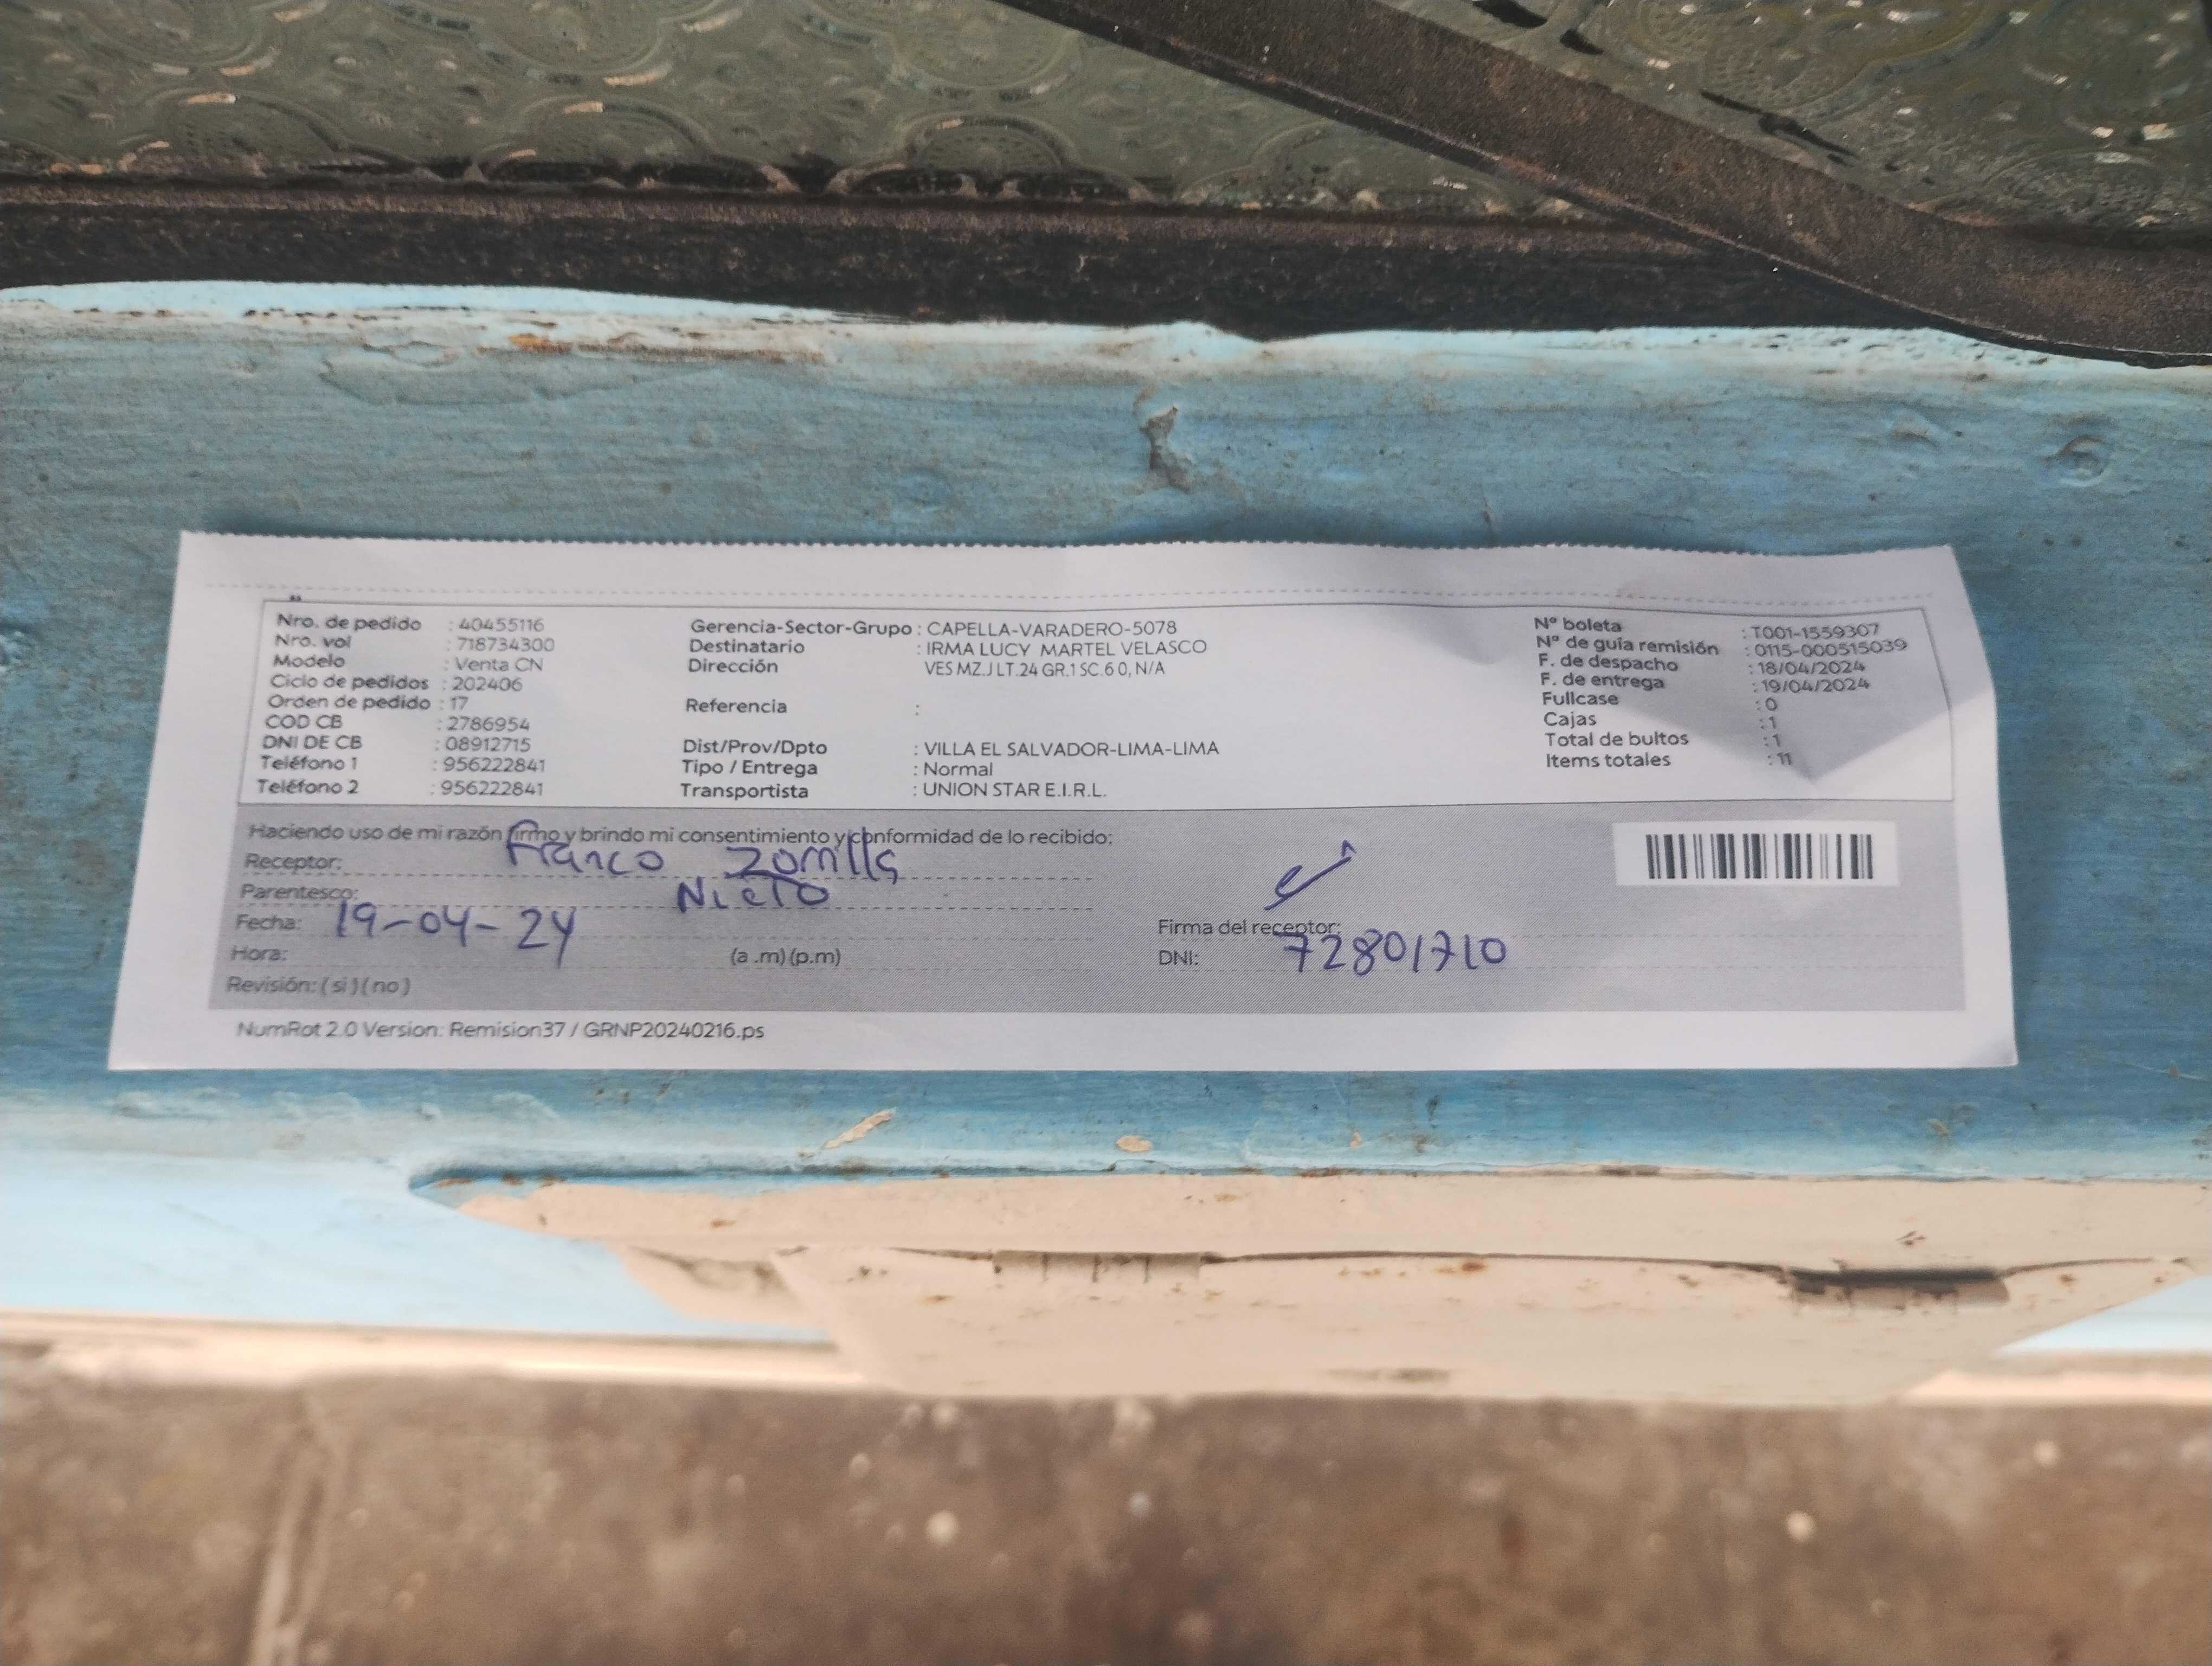 Nro. de pedido : 40455116
Nro. vol : 718734300
Modelo : Venta CN
Ciclo de pedidos : 202406
Orden de pedido : 17
COD CB : 2786954
DNI DE CB : 08912715
Teléfono 1 : 956222841
Teléfono 2 : 956222841
Gerencia-Sector-Grupo : CAPELLA-VARADERO-5078
Destinatario : IRMA LUCY MARTEL VELASCO
Dirección VES MZ.J LT.24 GR.1 SC.6 0, N/A
Referencia :
Dist/Prov/Dpto : VILLA EL SALVADOR-LIMA-LIMA
Tipo / Entrega : Normal
Transportista : UNION STAR E.I.R.L.
Nº boleta : T001-1559307
Nº de guía remisión : 0115-000515039
F. de despacho : 18/04/2024
F. de entrega : 19/04/2024
Fullcase : 0
Cajas : 1
Total de bultos : 1
Items totales : 11
Haciendo uso de mi razón firmo y brindo mi consentimiento y conformidad de lo recibido:
Receptor: Franco Zorrilla
Parentesco: Nieto
Fecha: 19-04-24
Hora: (a .m) (p.m)
Revisión: ( si ) ( no )
Firma del receptor:
DNI: 72801710
NumRot 2.0 Version: Remision37 / GRNP20240216.ps